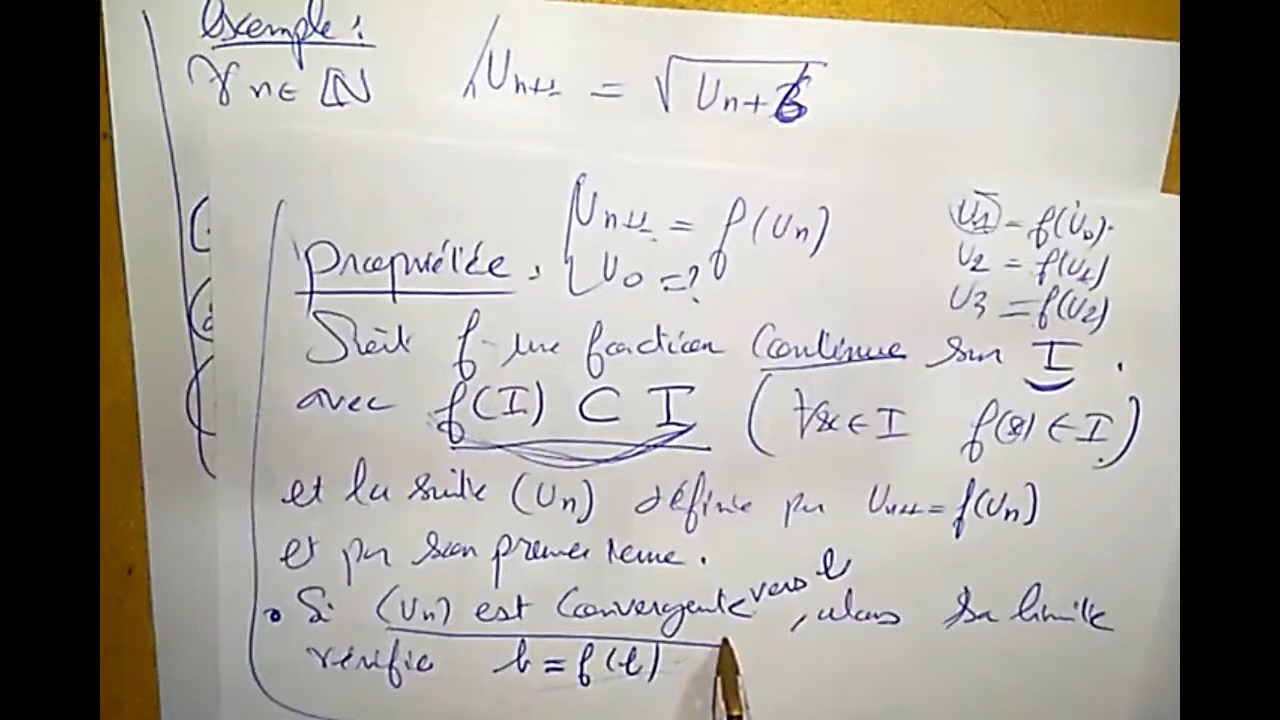 exemple :
∀n∈ ℕ { Un+1 = √(Un+6)
Propriétée, { Un+1 = f(Un)
U0 = ?
U1 = f(U0).
U2 = f(U1)
U3 = f(U2)
Soit f une fonction Continue sur I .
avec f(I) ⊂ I ( ∀x∈I f(x)∈I. )
et la suite (Un) définie par Un+1 = f(Un)
et par son premier terme .
• Si (Un) est Convergente vers l , alors sa limite
vérifie l = f(l)